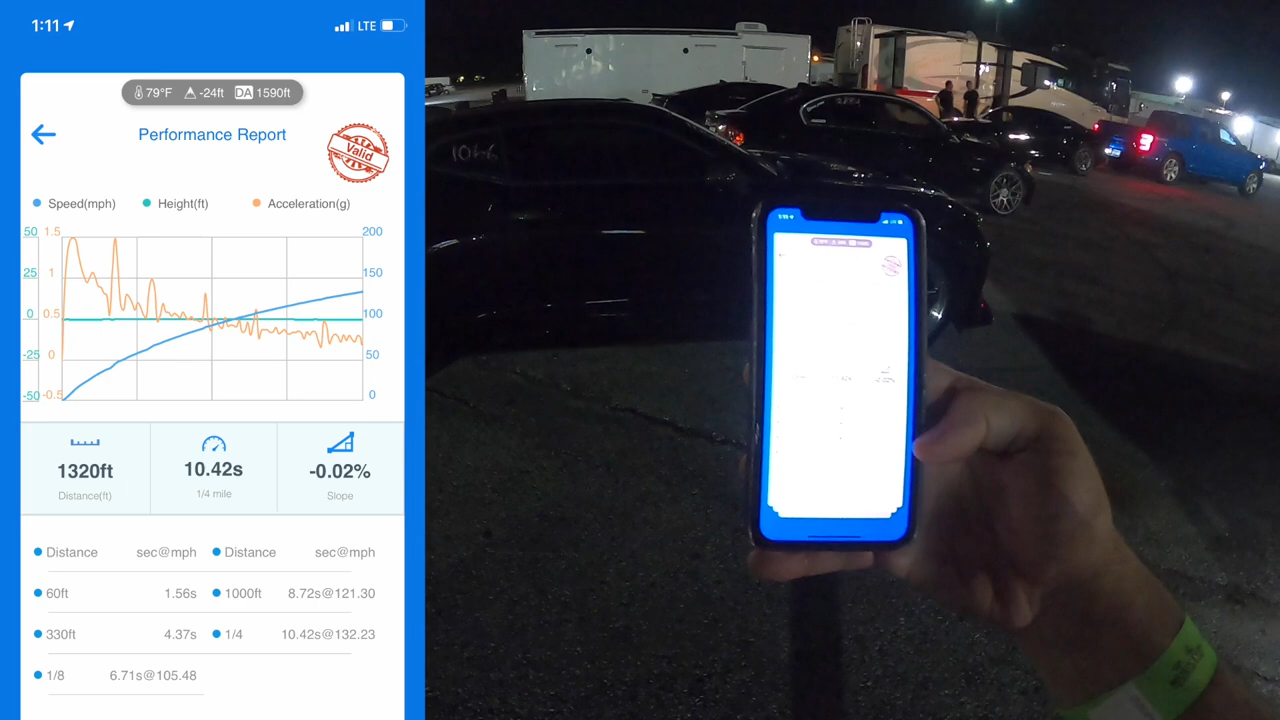 1:11 LTE
79°F -24ft DA 1590ft
Performance Report
Valid
Speed(mph) Height(ft) Acceleration(g)
50 1.5 200
25 1 150
0 0.5 100
-25 0 50
-50 -0.5 0
1320ft 10.42s -0.02%
Distance(ft) 1/4 mile Slope
Distance sec@mph Distance sec@mph
60ft 1.56s 1000ft 8.72s@121.30
330ft 4.37s 1/4 10.42s@132.23
1/8 6.71s@105.48